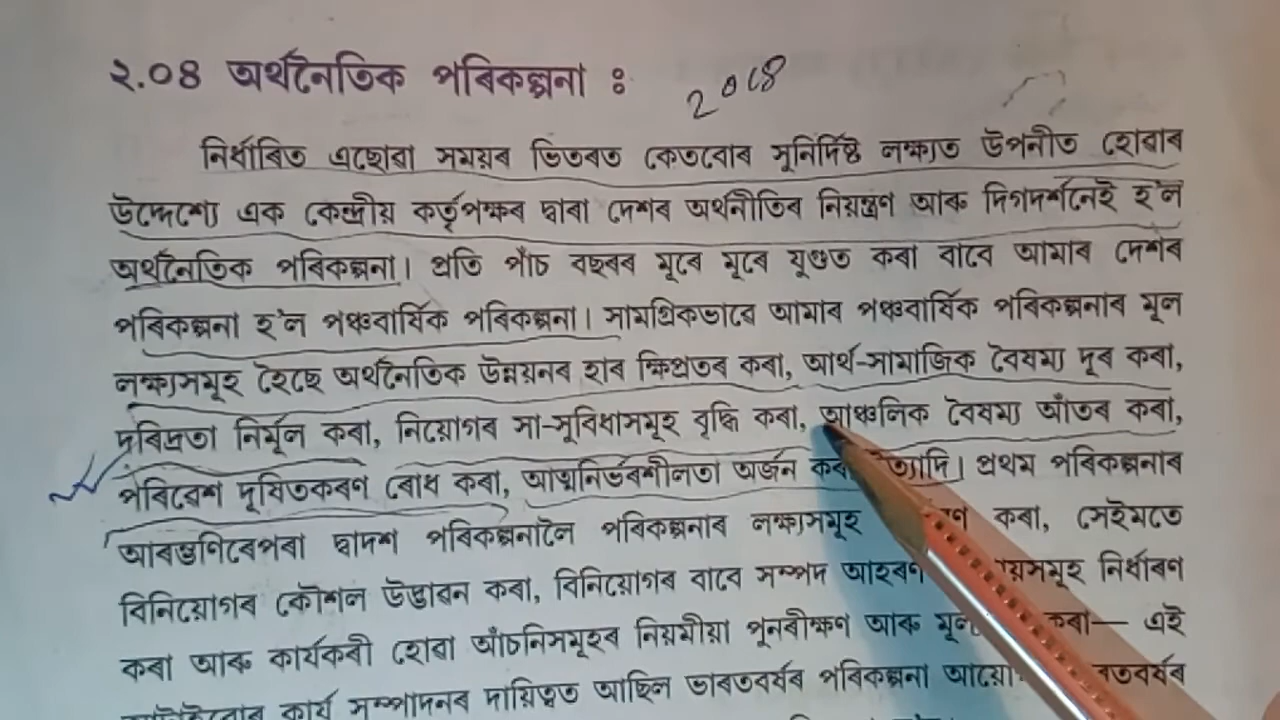 ২.০৪ অৰ্থনৈতিক পৰিকল্পনা ঃ
2018
নিৰ্ধাৰিত এছোৱা সময়ৰ ভিতৰত কেতবোৰ সুনিৰ্দিষ্ট লক্ষ্যত উপনীত হোৱাৰ
উদ্দেশ্যে এক কেন্দ্ৰীয় কৰ্তৃপক্ষৰ দ্বাৰা দেশৰ অৰ্থনীতিৰ নিয়ন্ত্ৰণ আৰু দিগদৰ্শনেই হ'ল
অৰ্থনৈতিক পৰিকল্পনা। প্ৰতি পাঁচ বছৰৰ মূৰে মূৰে যুগুত কৰা বাবে আমাৰ দেশৰ
পৰিকল্পনা হ'ল পঞ্চবাৰ্ষিক পৰিকল্পনা। সামগ্ৰিকভাবে আমাৰ পঞ্চবাৰ্ষিক পৰিকল্পনাৰ মূল
লক্ষ্যসমূহ হৈছে অৰ্থনৈতিক উন্নয়নৰ হাৰ ক্ষিপ্ৰতৰ কৰা, আৰ্থ-সামাজিক বৈষম্য দূৰ কৰা,
দৰিদ্ৰতা নিৰ্মূল কৰা, নিয়োগৰ সা-সুবিধাসমূহ বৃদ্ধি কৰা, আঞ্চলিক বৈষম্য আঁতৰ কৰা,
পৰিৱেশ দূষিতকৰণ ৰোধ কৰা, আত্মনিৰ্ভৰশীলতা অৰ্জন কৰা ত্যাদি। প্ৰথম পৰিকল্পনাৰ
আৰম্ভণিৰেপৰা দ্বাদশ পৰিকল্পনালৈ পৰিকল্পনাৰ লক্ষ্যসমূহ ৰণ কৰা, সেইমতে
বিনিয়োগৰ কৌশল উদ্ভাৱন কৰা, বিনিয়োগৰ বাবে সম্পদ আহৰণ য়সমূহ নিৰ্ধাৰণ
কৰা আৰু কাৰ্যকৰী হোৱা আঁচনিসমূহৰ নিয়মীয়া পুনৰীক্ষণ আৰু মূল কৰা— এই
কাৰ্য সম্পাদনৰ দায়িত্বত আছিল ভাৰতবৰ্ষৰ পৰিকল্পনা আয়ো ৰতবৰ্ষৰ